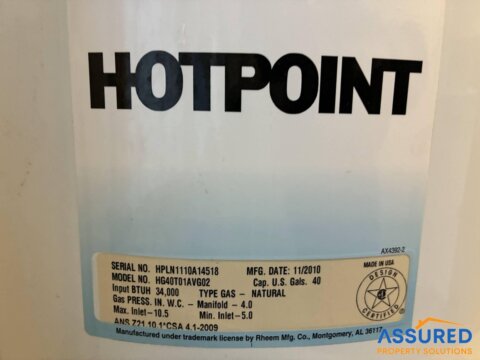 HOTPOINT
AX4392-2
SERIAL NO. HPLN1110A14518 MFG. DATE: 11/2010
MODEL NO. HG40T01AVG02 Cap. U.S. Gals. 40
Input BTUH 34,000 TYPE GAS - NATURAL
Gas PRESS. IN. W.C. - Manifold - 4.0
Max. Inlet - 10.5 Min. Inlet - 5.0
ANS Z21.10.1*CSA 4.1-2009
MADE IN USA
DESIGN
CERTIFIED
Manufactured under trademark license by Rheem Mfg. Co., Montgomery, AL
ASSURED
PROPERTY SOLUTIONS